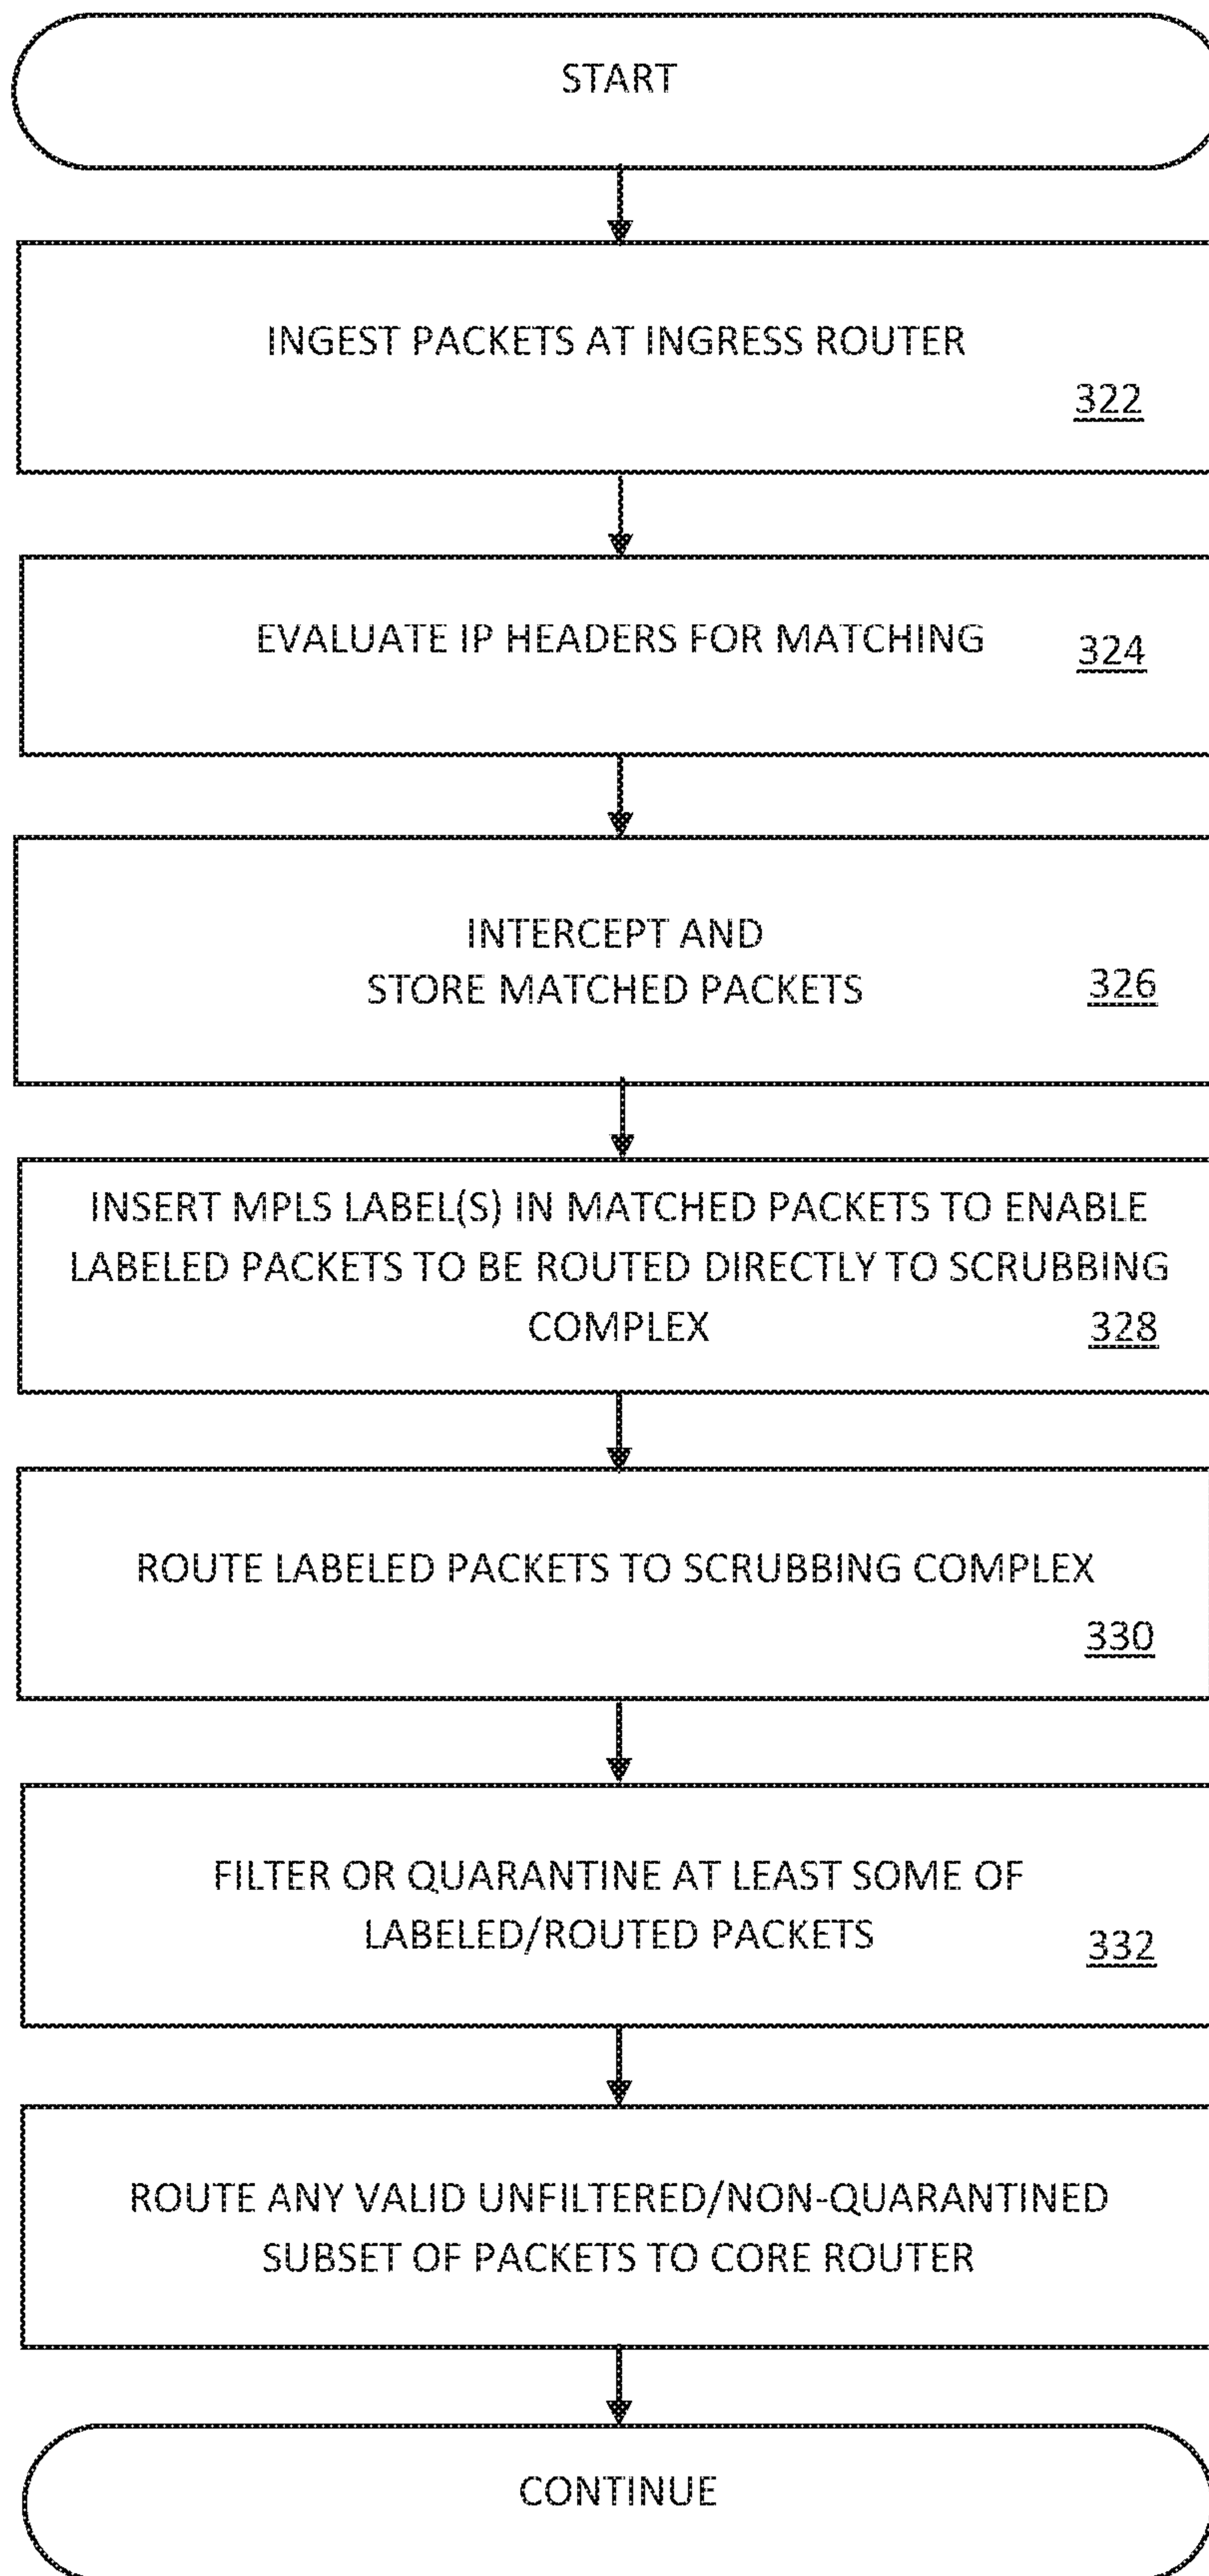 START
INGEST PACKETS AT INGRESS ROUTER
322
EVALUATE IP HEADERS FOR MATCHING
324
INTERCEPT AND
STORE MATCHED PACKETS
326
INSERT MPLS LABEL(S) IN MATCHED PACKETS TO ENABLE
LABELED PACKETS TO BE ROUTED DIRECTLY TO SCRUBBING
COMPLEX
328
ROUTE LABELED PACKETS TO SCRUBBING COMPLEX
330
FILTER OR QUARANTINE AT LEAST SOME OF
LABELED/ROUTED PACKETS
332
ROUTE ANY VALID UNFILTERED/NON-QUARANTINED
SUBSET OF PACKETS TO CORE ROUTER
CONTINUE